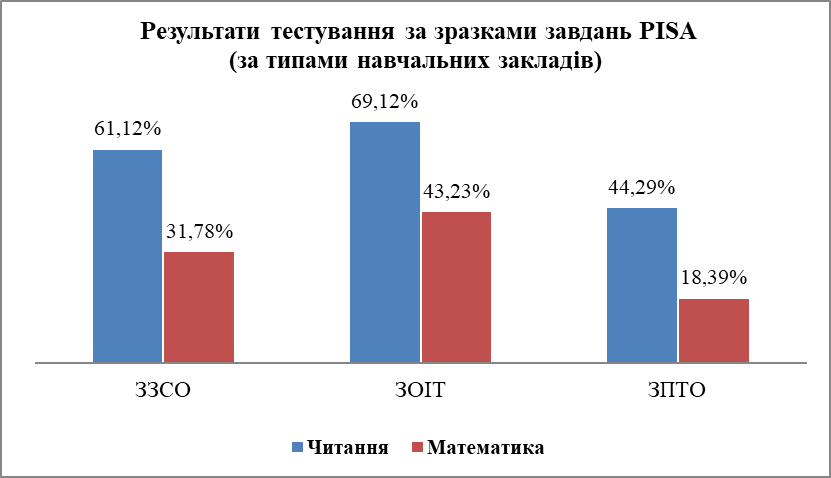 Результати тестування за зразками завдань PISA
(за типами навчальних закладів)
61,12%
31,78%
69,12%
43,23%
44,29%
18,39%
ЗЗСО
ЗОІТ
ЗПТО
Читання
Математика